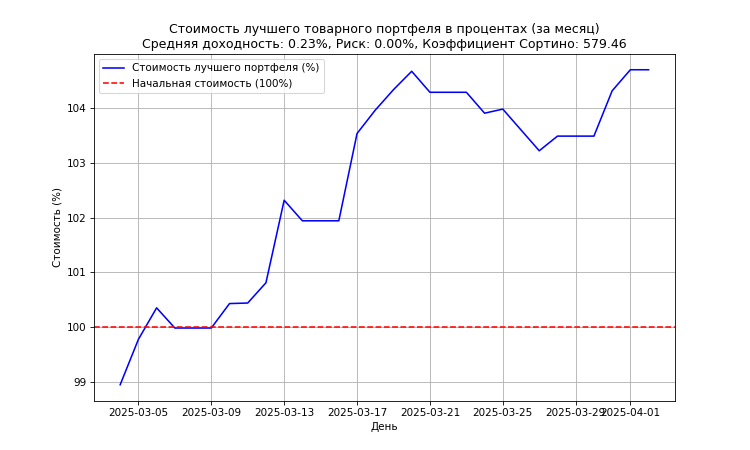 Стоимость лучшего товарного портфеля в процентах (за месяц)
Средняя доходность: 0.23%, Риск: 0.00%, Коэффициент Сортино: 579.46
Стоимость лучшего портфеля (%)
Начальная стоимость (100%)
Стоимость (%)
104
103
102
101
100
99
2025-03-05 2025-03-09 2025-03-13 2025-03-17 2025-03-21 2025-03-25 2025-03-29 2025-04-01
День